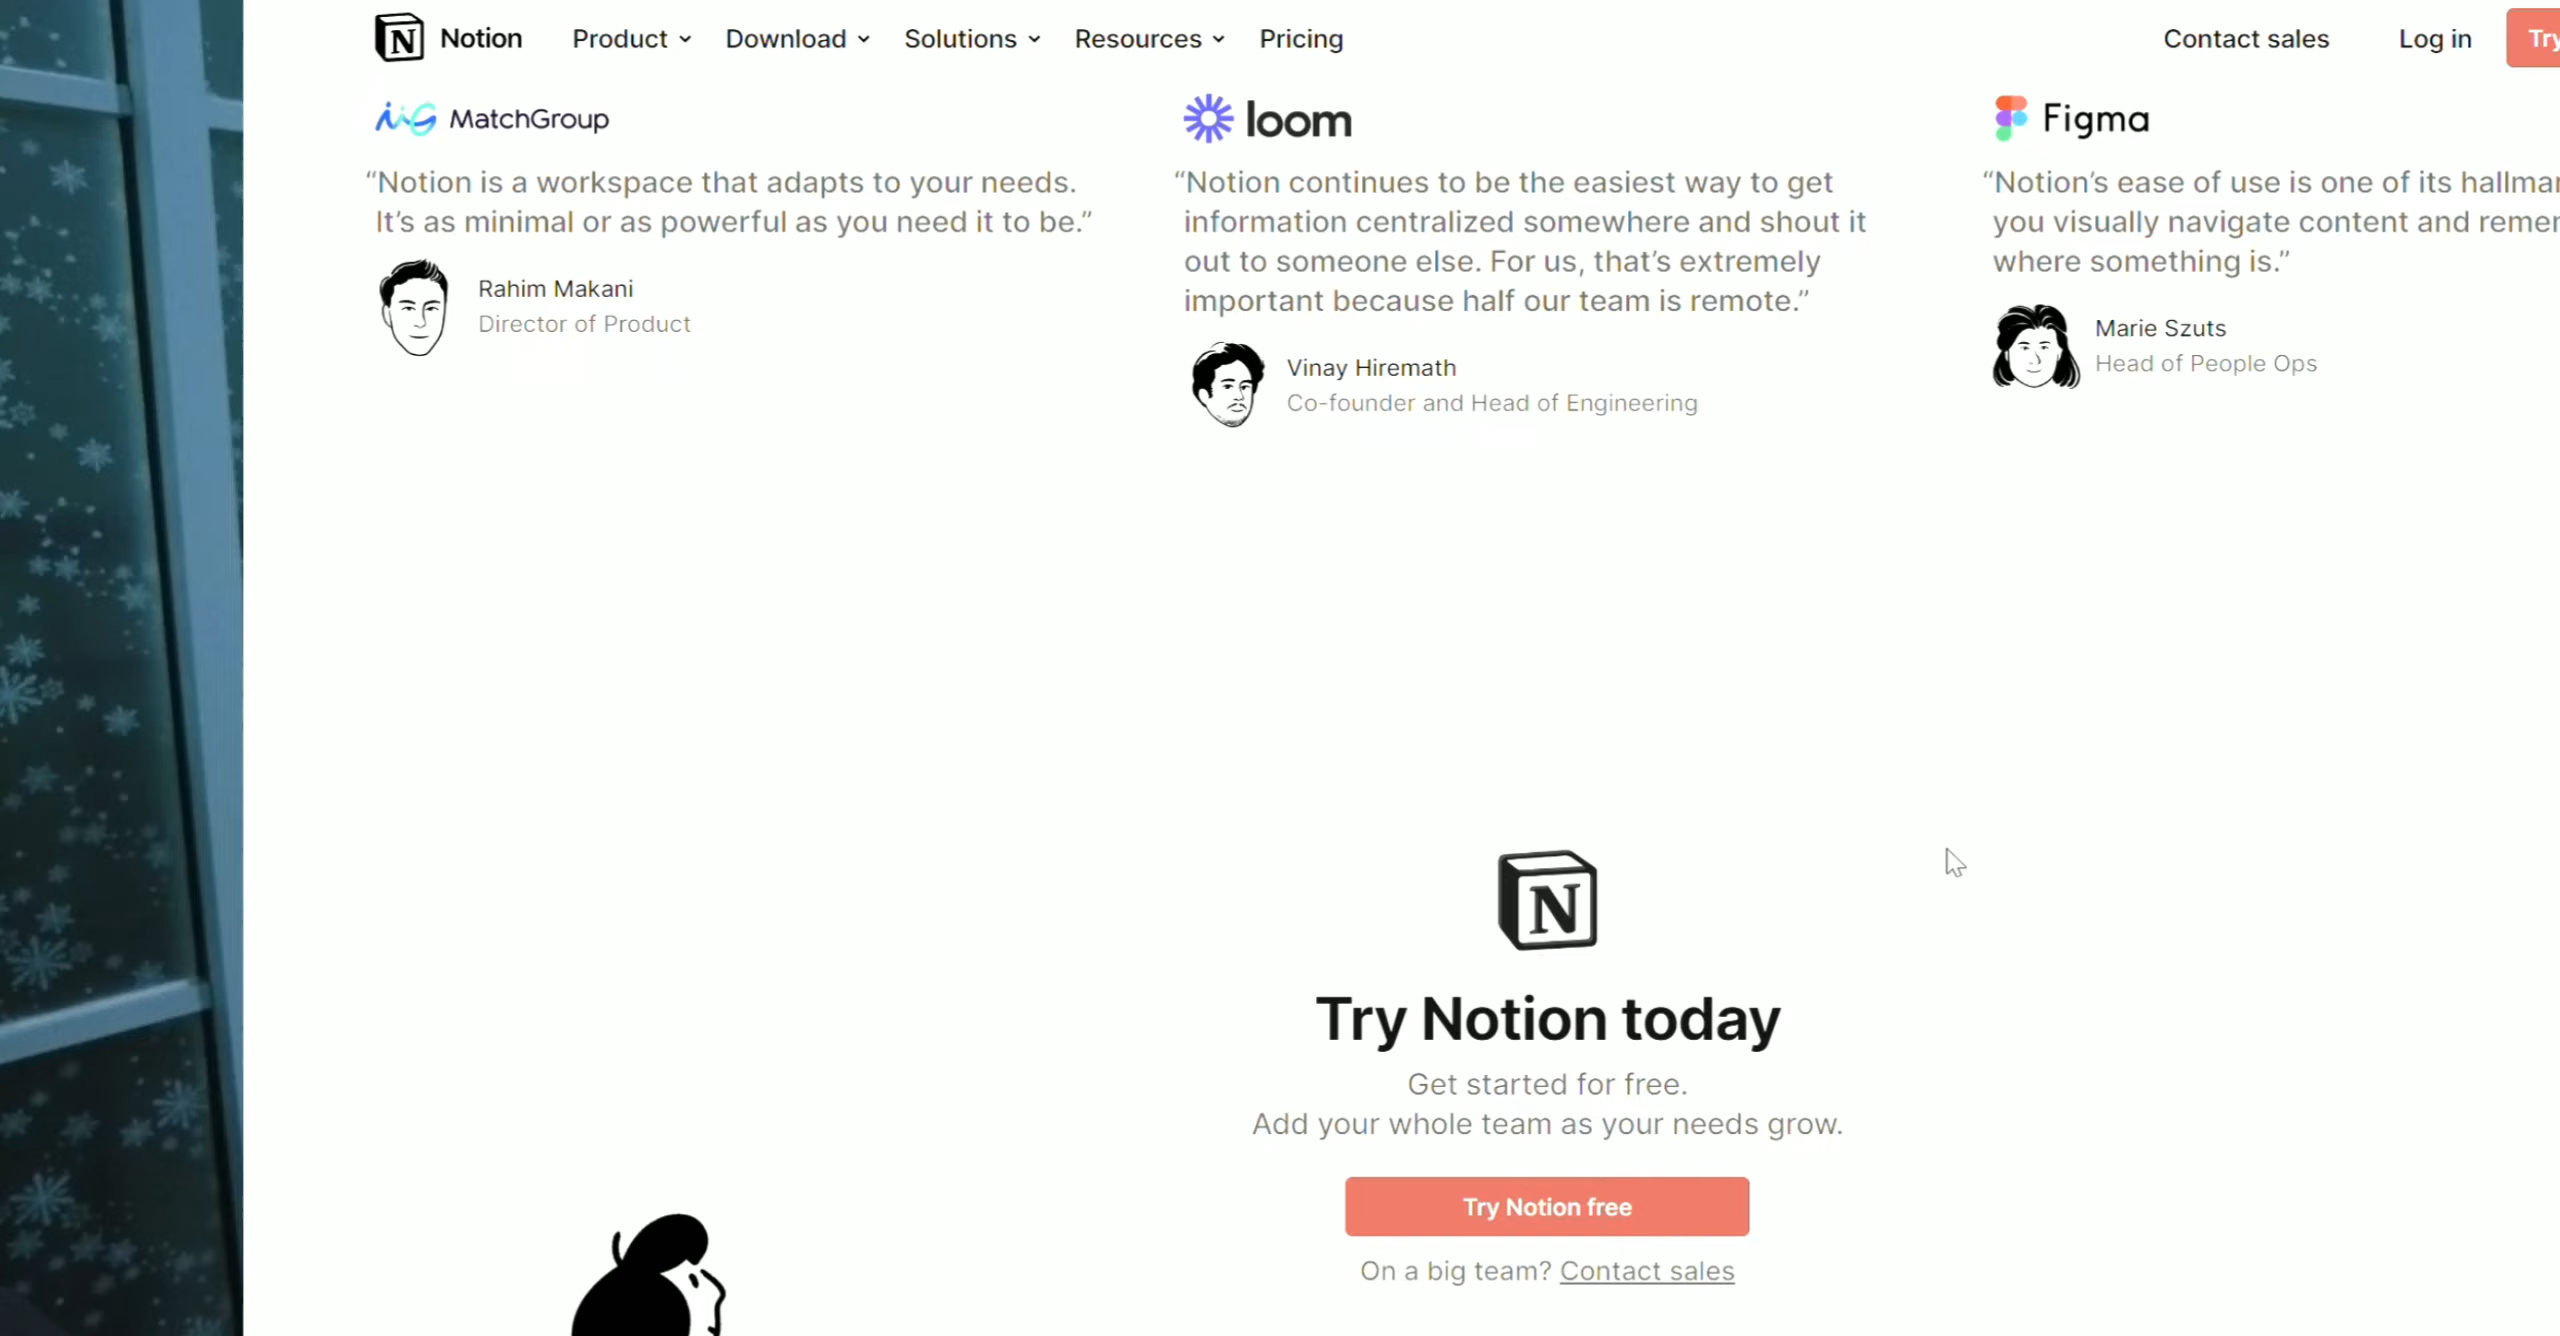 Notion Product Download Solutions Resources Pricing Contact sales Log in Try
MatchGroup
“Notion is a workspace that adapts to your needs.
It’s as minimal or as powerful as you need it to be.”
Rahim Makani
Director of Product
loom
“Notion continues to be the easiest way to get
information centralized somewhere and shout it
out to someone else. For us, that’s extremely
important because half our team is remote.”
Vinay Hiremath
Co-founder and Head of Engineering
Figma
“Notion’s ease of use is one of its
you visually navigate content and
where something is.”
Marie Szuts
Head of People Ops
N
Try Notion today
Get started for free.
Add your whole team as your needs grow.
Try Notion free
On a big team? Contact sales